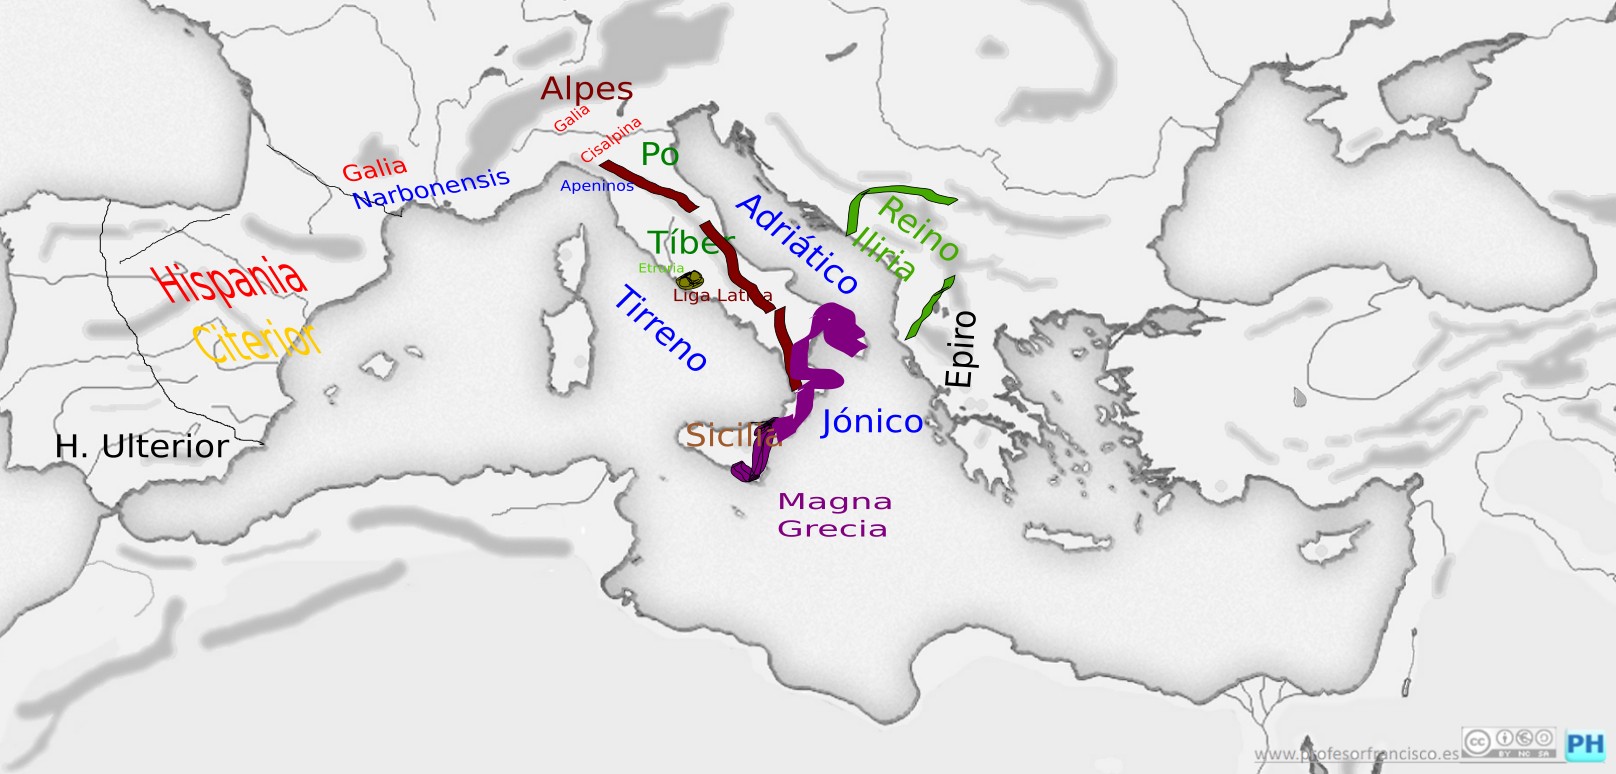 Alpes
Galia
Cisalpina
Po
Galia
Narbonensis
Apeninos
Adriático
Reino
Iliria
Tíber
Etruria
Liga Latina
Tirreno
Hispania
Citerior
Epiro
H. Ulterior
Sicilia
Jónico
Magna
Grecia
www.profesorfrancisco.es
cc
BY NC SA
PH